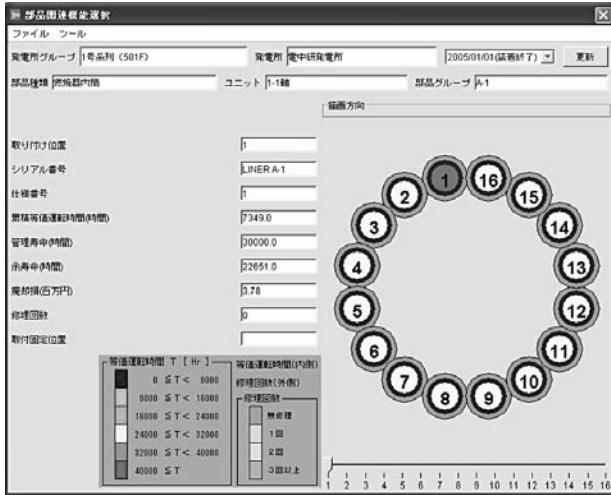 部品関連機能選択
ファイル ツール
発電所グループ 1号系列 (501F) 発電所 電中研発電所 2005/01/01(装着終了) 更新
部品種類 燃焼器内筒 ユニット 1-1軸 部品グループ A-1
描画方向
取り付け位置 1
シリアル番号 LINER A-1
仕様番号 1
累積等価運転時間(時間) 7349.0
管理寿命(時間) 30000.0
余寿命(時間) 22651.0
廃却損(百万円) 3.78
修理回数 0
取付固定位置
1 16
2 15
3 14
4 13
5 12
6 11
7 10
8 9
等価運転時間 T [ Hr ]
0 ≦T< 8000
8000 ≦T< 16000
16000 ≦T< 24000
24000 ≦T< 32000
32000 ≦T< 40000
40000 ≦T
等価運転時間(内側)
修理回数(外側)
修理回数
無修理
1回
2回
3回以上
1 2 3 4 5 6 7 8 9 10 11 12 13 14 15 16